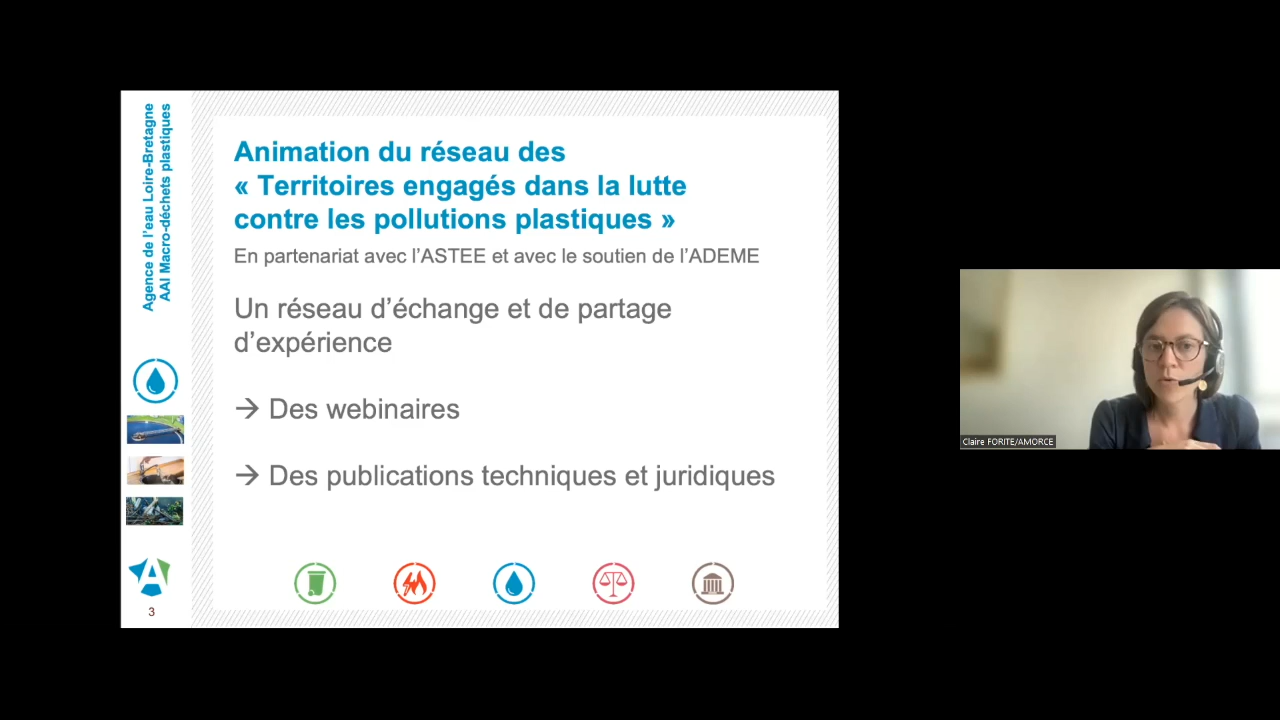 Agence de l'eau Loire-Bretagne
AAI Macro-déchets plastiques
Animation du réseau des
« Territoires engagés dans la lutte
contre les pollutions plastiques »
En partenariat avec l'ASTEE et avec le soutien de l'ADEME
Un réseau d'échange et de partage
d'expérience
→ Des webinaires
→ Des publications techniques et juridiques
3
Claire FORITE/AMORCE